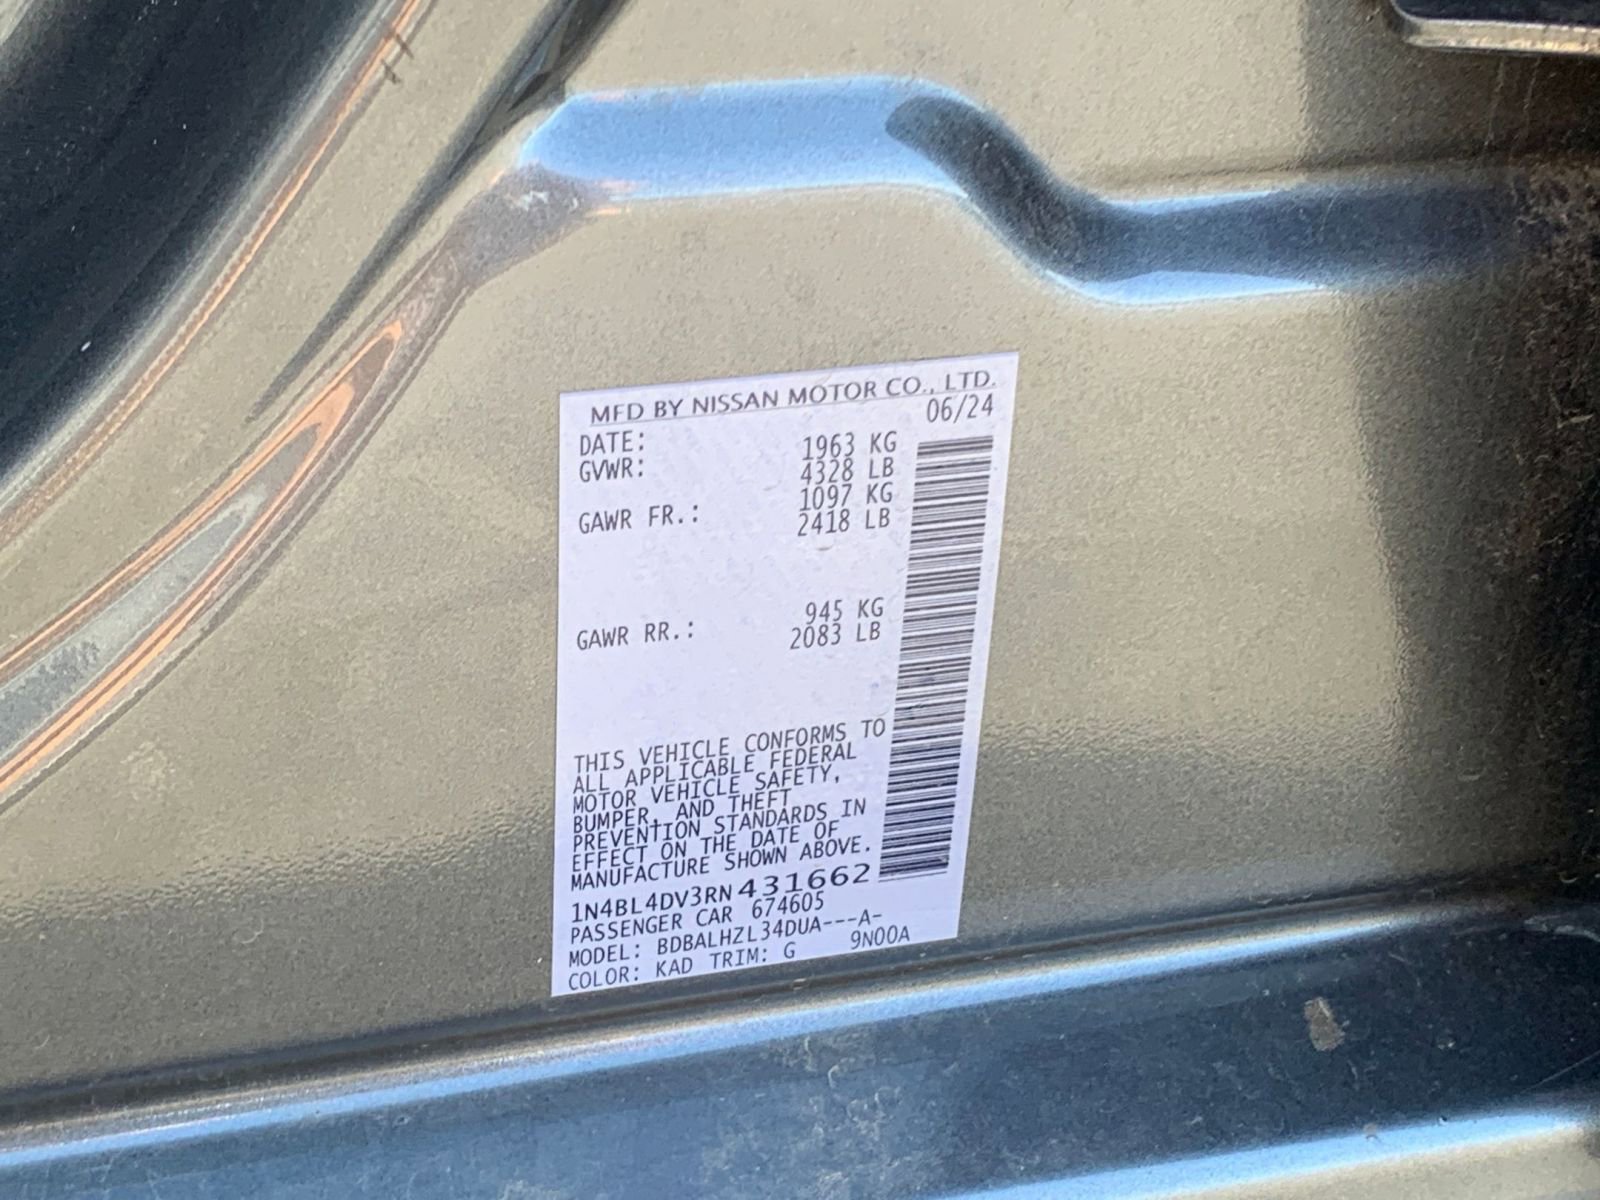 MFD BY NISSAN MOTOR CO., LTD.
DATE: 06/24
GVWR: 1963 KG
4328 LB
GAWR FR.: 1097 KG
2418 LB
GAWR RR.: 945 KG
2083 LB
THIS VEHICLE CONFORMS TO
ALL APPLICABLE FEDERAL
MOTOR VEHICLE SAFETY,
BUMPER, AND THEFT
PREVENTION STANDARDS IN
EFFECT ON THE DATE OF
MANUFACTURE SHOWN ABOVE.
1N4BL4DV3RN431662
PASSENGER CAR 674605
MODEL: BDBALHZL34DUA---A-
COLOR: KAD TRIM: G 9N00A